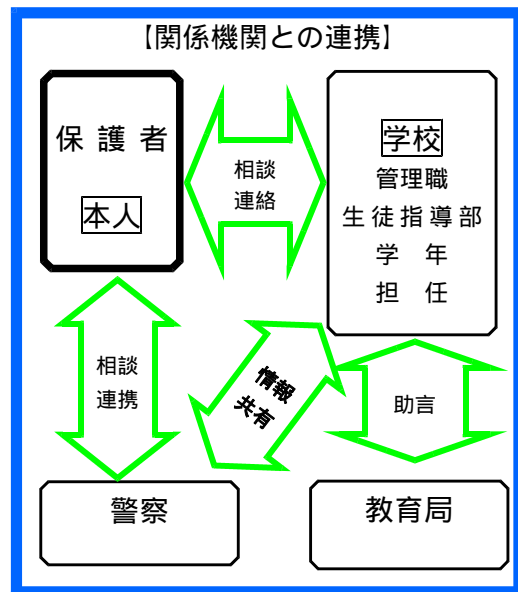 【関係機関との連携】
保護者
本人
相談
連絡
学校
管理職
生徒指導部
学年
担任
相談
連携
情報
共有
助言
警察
教育局